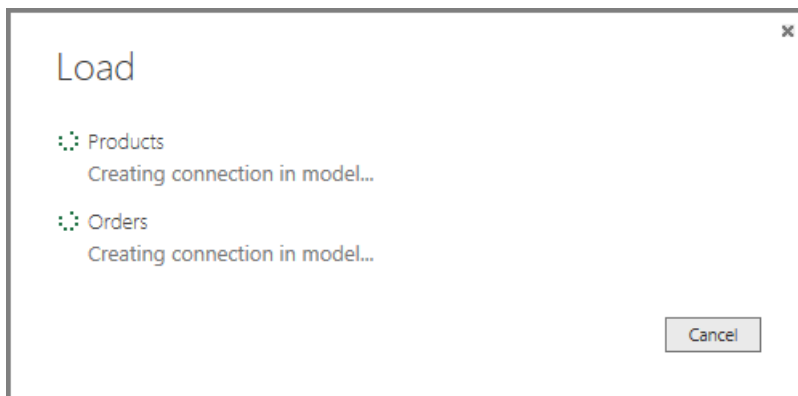 Load
Products
Creating connection in model...
Orders
Creating connection in model...
Cancel